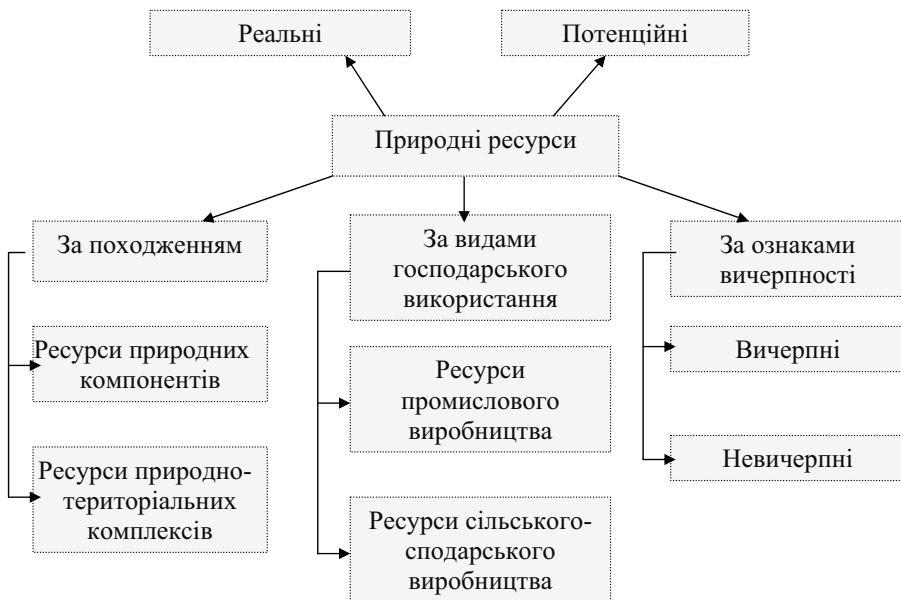 Реальні
Потенційні
Природні ресурси
За походженням
Ресурси природних
компонентів
Ресурси природно-
територіальних
комплексів
За видами
господарського
використання
Ресурси
промислового
виробництва
Ресурси сільського-
сподарського
виробництва
За ознаками
вичерпності
Вичерпні
Невичерпні